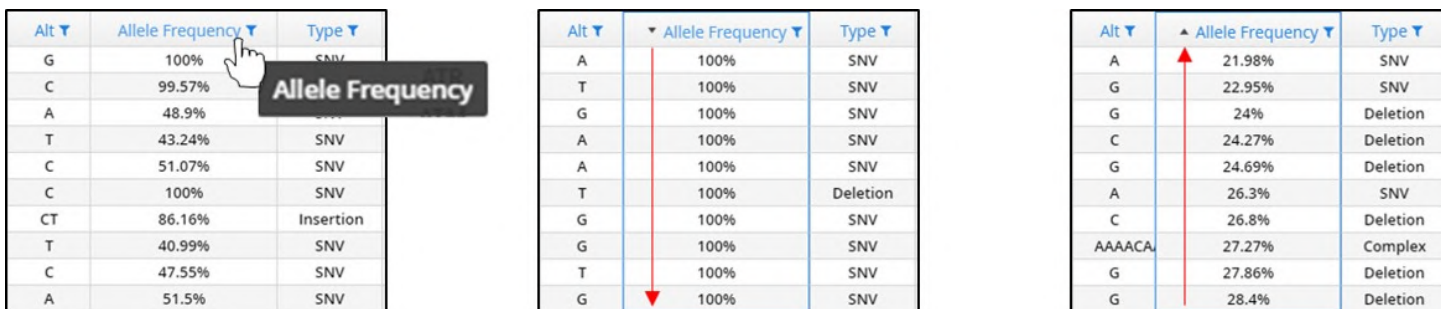 Alt Allele Frequency Type
G 100% SNV
C 99.57%
Allele Frequency
A 48.9%
T 43.24% SNV
C 51.07% SNV
C 100% SNV
CT 86.16% Insertion
T 40.99% SNV
C 47.55% SNV
A 51.5% SNV
Alt Allele Frequency Type
A 100% SNV
T 100% SNV
G 100% SNV
A 100% SNV
A 100% SNV
T 100% Deletion
G 100% SNV
G 100% SNV
T 100% SNV
G 100% SNV
Alt Allele Frequency Type
A 21.98% SNV
G 22.95% SNV
G 24% Deletion
C 24.27% Deletion
G 24.69% Deletion
A 26.3% SNV
C 26.8% Deletion
AAAACA 27.27% Complex
G 27.86% Deletion
G 28.4% Deletion